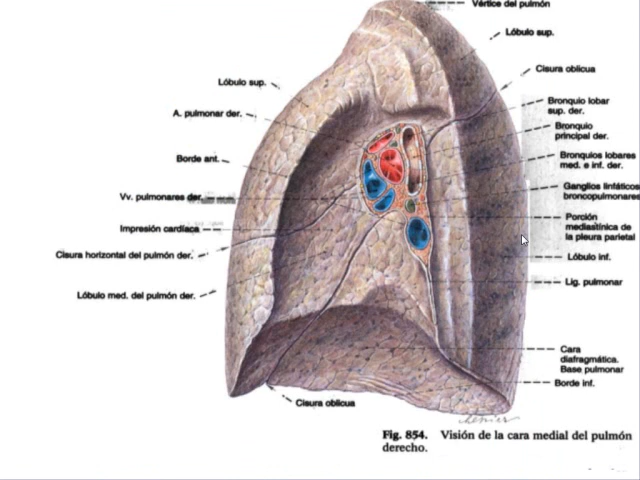 Vértice del pulmón
Lóbulo sup.
Cisura oblicua
Lóbulo sup.
Bronquio lobar
sup. der.
A. pulmonar der.
Bronquio
principal der.
Borde ant.
Bronquios lobares
med. e inf. der.
Vv. pulmonares der.
Ganglios linfáticos
broncopulmonares
Impresión cardíaca
Porción
mediastínica de
la pleura parietal
Cisura horizontal del pulmón der.
Lóbulo inf.
Lig. pulmonar
Lóbulo med. del pulmón der.
Cara
diafragmática.
Base pulmonar
Borde inf.
Cisura oblicua
Fig. 854. Visión de la cara medial del pulmón
derecho.